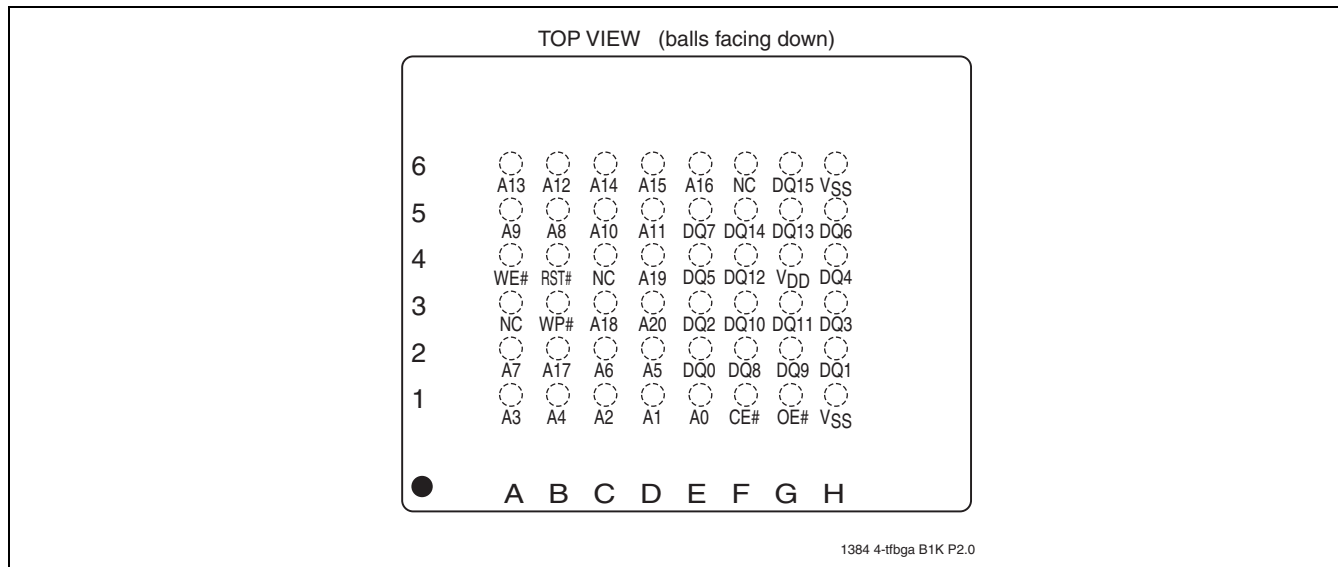 TOP VIEW (balls facing down)
6
A13 A12 A14 A15 A16 NC DQ15 VSS
5
A9 A8 A10 A11 DQ7 DQ14 DQ13 DQ6
4
WE# RST# NC A19 DQ5 DQ12 VDD DQ4
3
NC WP# A18 A20 DQ2 DQ10 DQ11 DQ3
2
A7 A17 A6 A5 DQ0 DQ8 DQ9 DQ1
1
A3 A4 A2 A1 A0 CE# OE# VSS
A B C D E F G H
1384 4-tfbga B1K P2.0